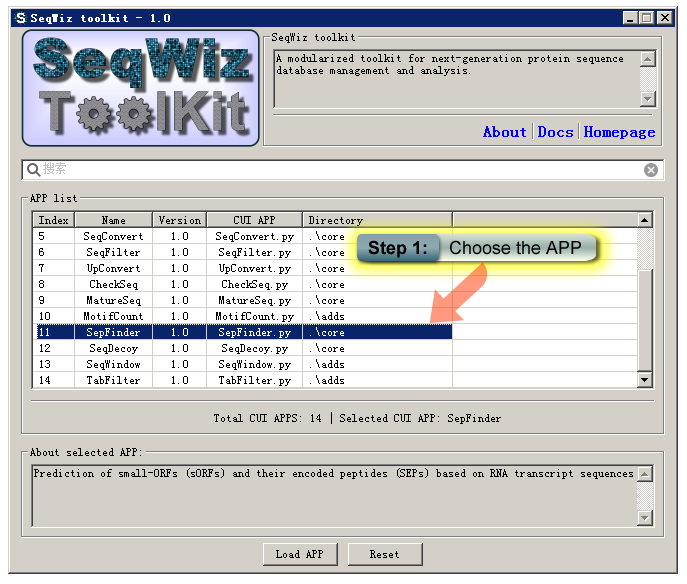 SeqWiz toolkit - 1.0
SeqWiz
ToolKit
SeqWiz toolkit
A modularized toolkit for next-generation protein sequence
database management and analysis.
About Docs Homepage
搜索
APP list
Index Name Version CUI APP Directory
5 SeqConvert 1.0 SeqConvert.py .\core
6 SeqFilter 1.0 SeqFilter.py .\core
7 UpConvert 1.0 UpConvert.py .\core
8 CheckSeq 1.0 CheckSeq.py .\core
9 MatureSeq 1.0 MatureSeq.py .\core
10 MotifCount 1.0 MotifCount.py .\adds
11 SepFinder 1.0 SepFinder.py .\core
12 SeqDecoy 1.0 SeqDecoy.py .\core
13 SeqWindow 1.0 SeqWindow.py .\adds
14 TabFilter 1.0 TabFilter.py .\adds
Step 1: Choose the APP
Total CUI APPS: 14 | Selected CUI APP: SepFinder
About selected APP:
Prediction of small-ORFs (sORFs) and their encoded peptides (SEPs) based on RNA transcript sequences
Load APP Reset